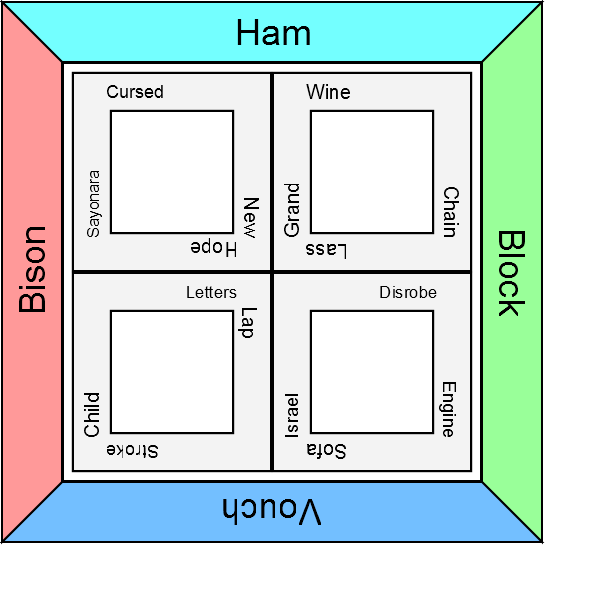 Ham
Cursed
Wine
Sayonara
New
Grand
Chain
Hope
Lass
Bison
Block
Letters
Disrobe
Lap
Child
Israel
Engine
Stroke
Sofa
Vouch